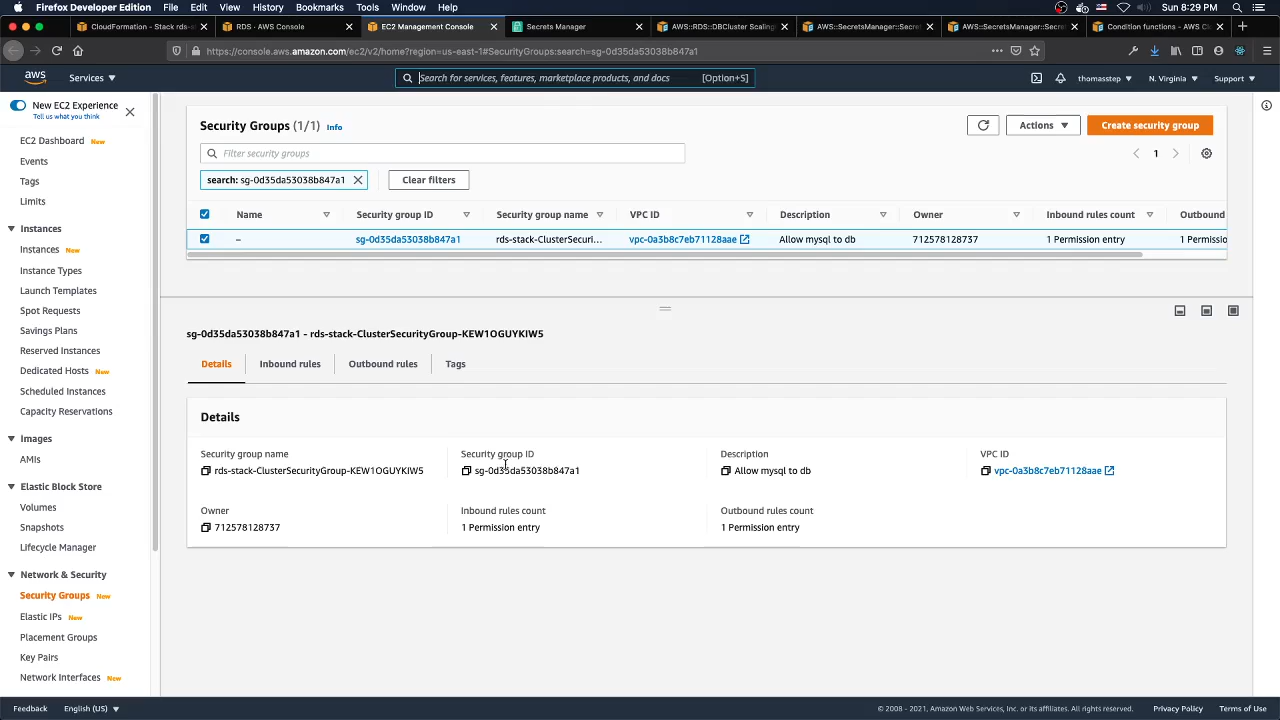 Firefox Developer Edition File Edit View History Bookmarks Tools Window Help Sun 8:29 PM
CloudFormation - Stack rds-s RDS · AWS Console EC2 Management Console Secrets Manager AWS::RDS::DBCluster Scaling AWS::SecretsManager::Secret AWS::SecretsManager::Secret Condition functions - AWS Cl
https://console.aws.amazon.com/ec2/v2/home?region=us-east-1#SecurityGroups:search=sg-0d35da53038b847a1
aws Services Search for services, features, marketplace products, and docs [Option+S] thomasstep N. Virginia Support
New EC2 Experience
Tell us what you think
EC2 Dashboard New
Events
Tags
Limits
Instances
Instances New
Instance Types
Launch Templates
Spot Requests
Savings Plans
Reserved Instances
Dedicated Hosts New
Scheduled Instances
Capacity Reservations
Images
AMIs
Elastic Block Store
Volumes
Snapshots
Lifecycle Manager
Network & Security
Security Groups New
Elastic IPs New
Placement Groups
Key Pairs
Network Interfaces New
Security Groups (1/1) Info Actions Create security group
Filter security groups 1
search: sg-0d35da53038b847a1 Clear filters
Name Security group ID Security group name VPC ID Description Owner Inbound rules count Outbound
– sg-0d35da53038b847a1 rds-stack-ClusterSecuri... vpc-0a3b8c7eb71128aae Allow mysql to db 712578128737 1 Permission entry 1 Permissio
sg-0d35da53038b847a1 - rds-stack-ClusterSecurityGroup-KEW1OGUYKIW5
Details Inbound rules Outbound rules Tags
Details
Security group name Security group ID Description VPC ID
rds-stack-ClusterSecurityGroup-KEW1OGUYKIW5 sg-0d35da53038b847a1 Allow mysql to db vpc-0a3b8c7eb71128aae
Owner Inbound rules count Outbound rules count
712578128737 1 Permission entry 1 Permission entry
Feedback English (US) © 2008 - 2021, Amazon Web Services, Inc. or its affiliates. All rights reserved. Privacy Policy Terms of Use